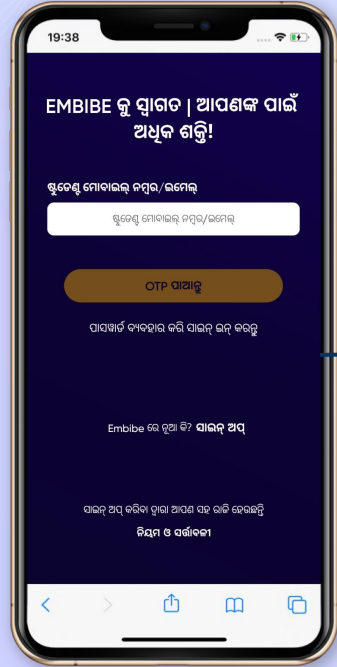 19:38
EMBIBE କୁ ସ୍ୱାଗତ | ଆପଣଙ୍କ ପାଇଁ
ଅଧିକ ଶକ୍ତି!
ଷ୍ଟୁଡେଣ୍ଟ ମୋବାଇଲ୍ ନମ୍ବର/ଇମେଲ୍
ଷ୍ଟୁଡେଣ୍ଟ ମୋବାଇଲ୍ ନମ୍ବର/ଇମେଲ୍
OTP ପାଆନ୍ତୁ
ପାସୱାର୍ଡ ବ୍ୟବହାର କରି ସାଇନ୍ ଇନ୍ କରନ୍ତୁ
Embibe ରେ ନୂଆ କି? ସାଇନ୍ ଅପ୍
ସାଇନ୍ ଅପ୍ କରିବା ଦ୍ୱାରା ଆପଣ ସହ ରାଜି ହେଉଛନ୍ତି
ନିୟମ ଓ ସର୍ତ୍ତାବଳୀ